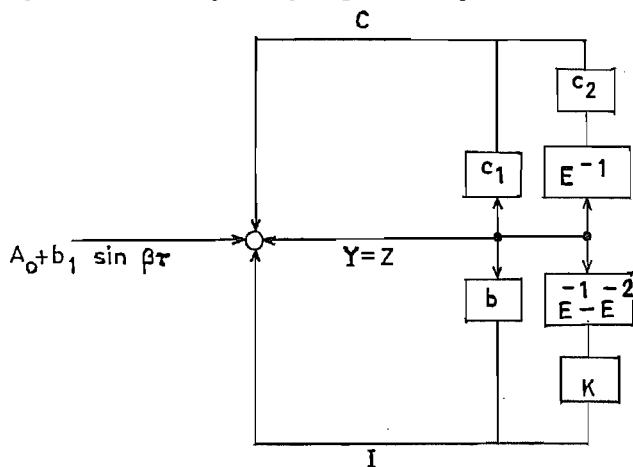 C
c₂
c₁
E⁻¹
A₀+b₁ sin βτ
Y=Z
b
E⁻¹−E⁻²
K
I